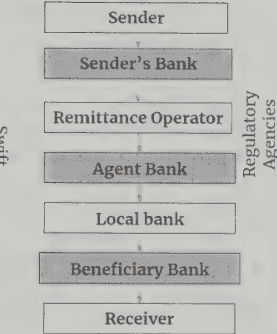 Sender
Sender's Bank
Remittance Operator
Agent Bank
Local bank
Beneficiary Bank
Receiver
Swift
Regulatory
Agencies